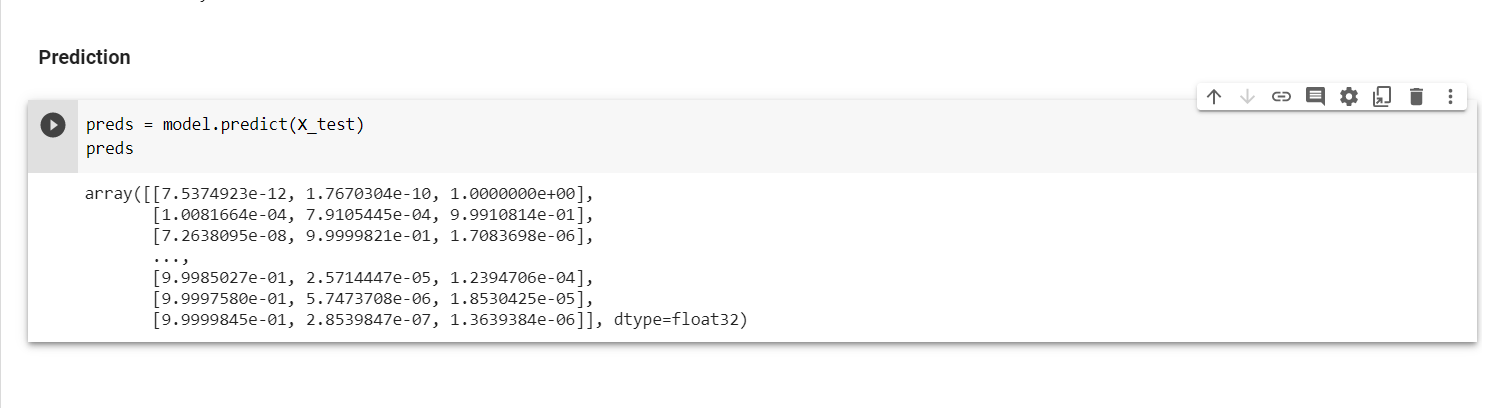 Prediction
preds = model.predict(X_test)
preds
array([[7.5374923e-12, 1.7670304e-10, 1.0000000e+00],
[1.0081664e-04, 7.9105445e-04, 9.9910814e-01],
[7.2638095e-08, 9.9999821e-01, 1.7083698e-06],
...,
[9.9985027e-01, 2.5714447e-05, 1.2394706e-04],
[9.9997580e-01, 5.7473708e-06, 1.8530425e-05],
[9.9999845e-01, 2.8539847e-07, 1.3639384e-06]], dtype=float32)